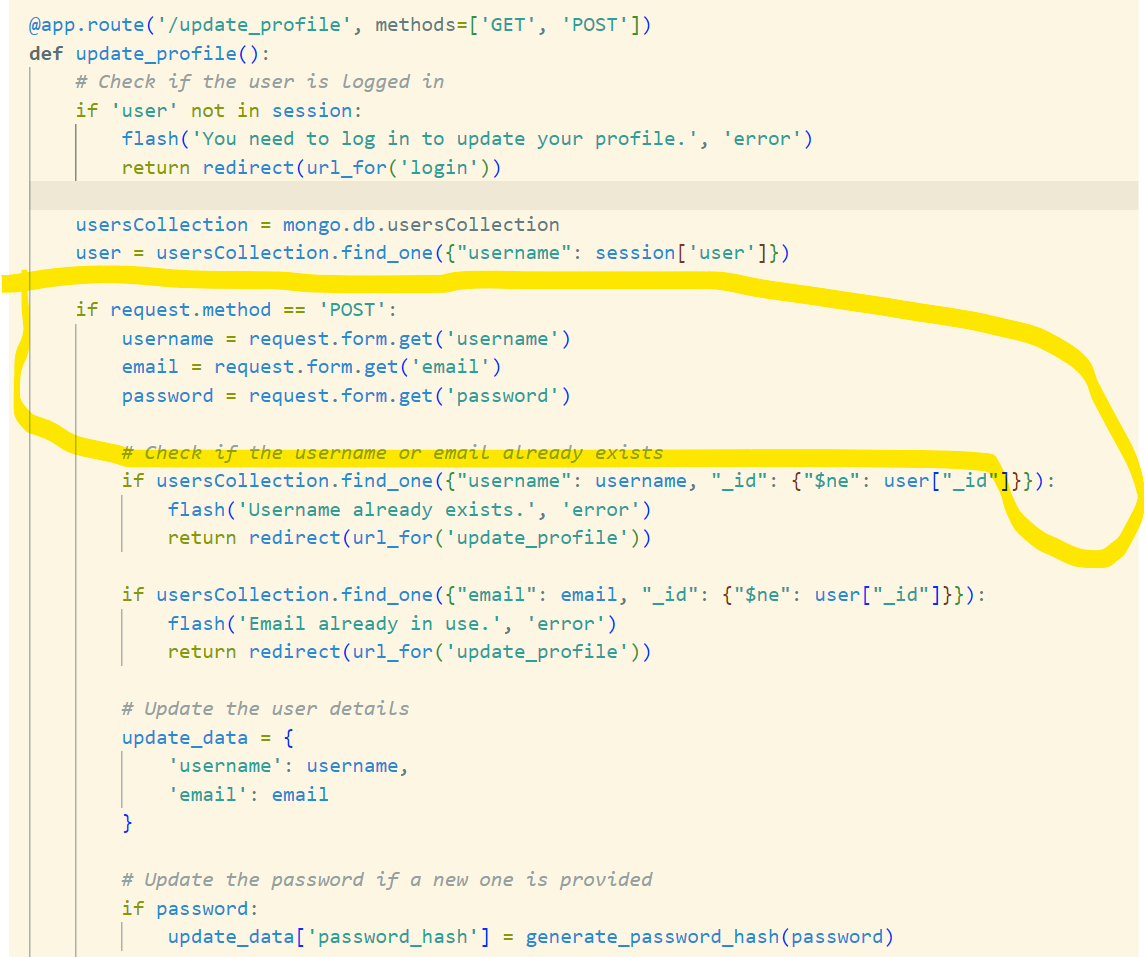 @app.route('/update_profile', methods=['GET', 'POST'])
def update_profile():
    # Check if the user is logged in
    if 'user' not in session:
        flash('You need to log in to update your profile.', 'error')
        return redirect(url_for('login'))
    usersCollection = mongo.db.usersCollection
    user = usersCollection.find_one({"username": session['user']})
    if request.method == 'POST':
        username = request.form.get('username')
        email = request.form.get('email')
        password = request.form.get('password')
        # Check if the username or email already exists
        if usersCollection.find_one({"username": username, "_id": {"$ne": user["_id"]}}):
            flash('Username already exists.', 'error')
            return redirect(url_for('update_profile'))
        if usersCollection.find_one({"email": email, "_id": {"$ne": user["_id"]}}):
            flash('Email already in use.', 'error')
            return redirect(url_for('update_profile'))
        # Update the user details
        update_data = {
            'username': username,
            'email': email
        }
        # Update the password if a new one is provided
        if password:
            update_data['password_hash'] = generate_password_hash(password)